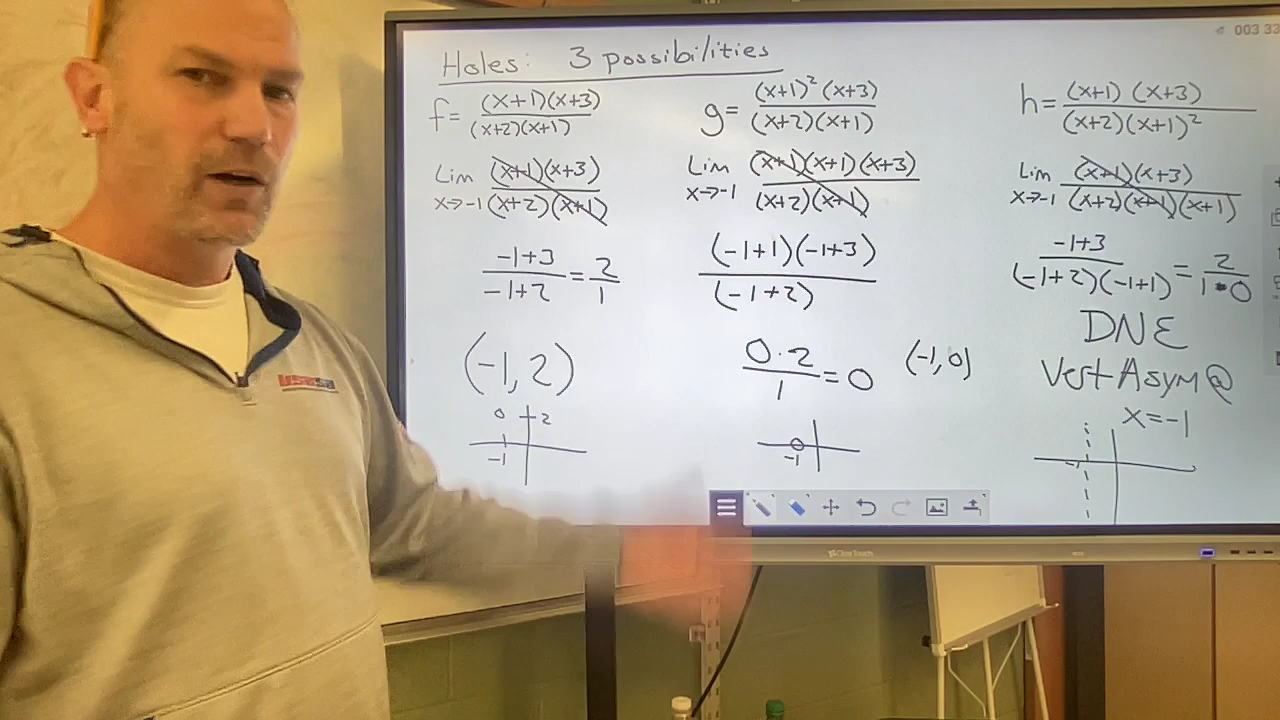 003 33
Holes: 3 possibilities
f= (x+1)(x+3) / (x+2)(x+1)
Lim x→-1 (x+1)(x+3) / (x+2)(x+1)
-1+3 / -1+2 = 2/1
(-1, 2)
0 2
-1
g= (x+1)² (x+3) / (x+2)(x+1)
Lim x→-1 (x+1)(x+1)(x+3) / (x+2)(x+1)
(-1+1)(-1+3) / (-1+2)
0·2 / 1 = 0 (-1, 0)
-1
h= (x+1) (x+3) / (x+2)(x+1)²
Lim x→-1 (x+1)(x+3) / (x+2)(x+1)(x+1)
-1+3 / (-1+2)(-1+1) = 2 / 1·0
DNE
Vert Asym @
x=-1
-1
ClearTouch